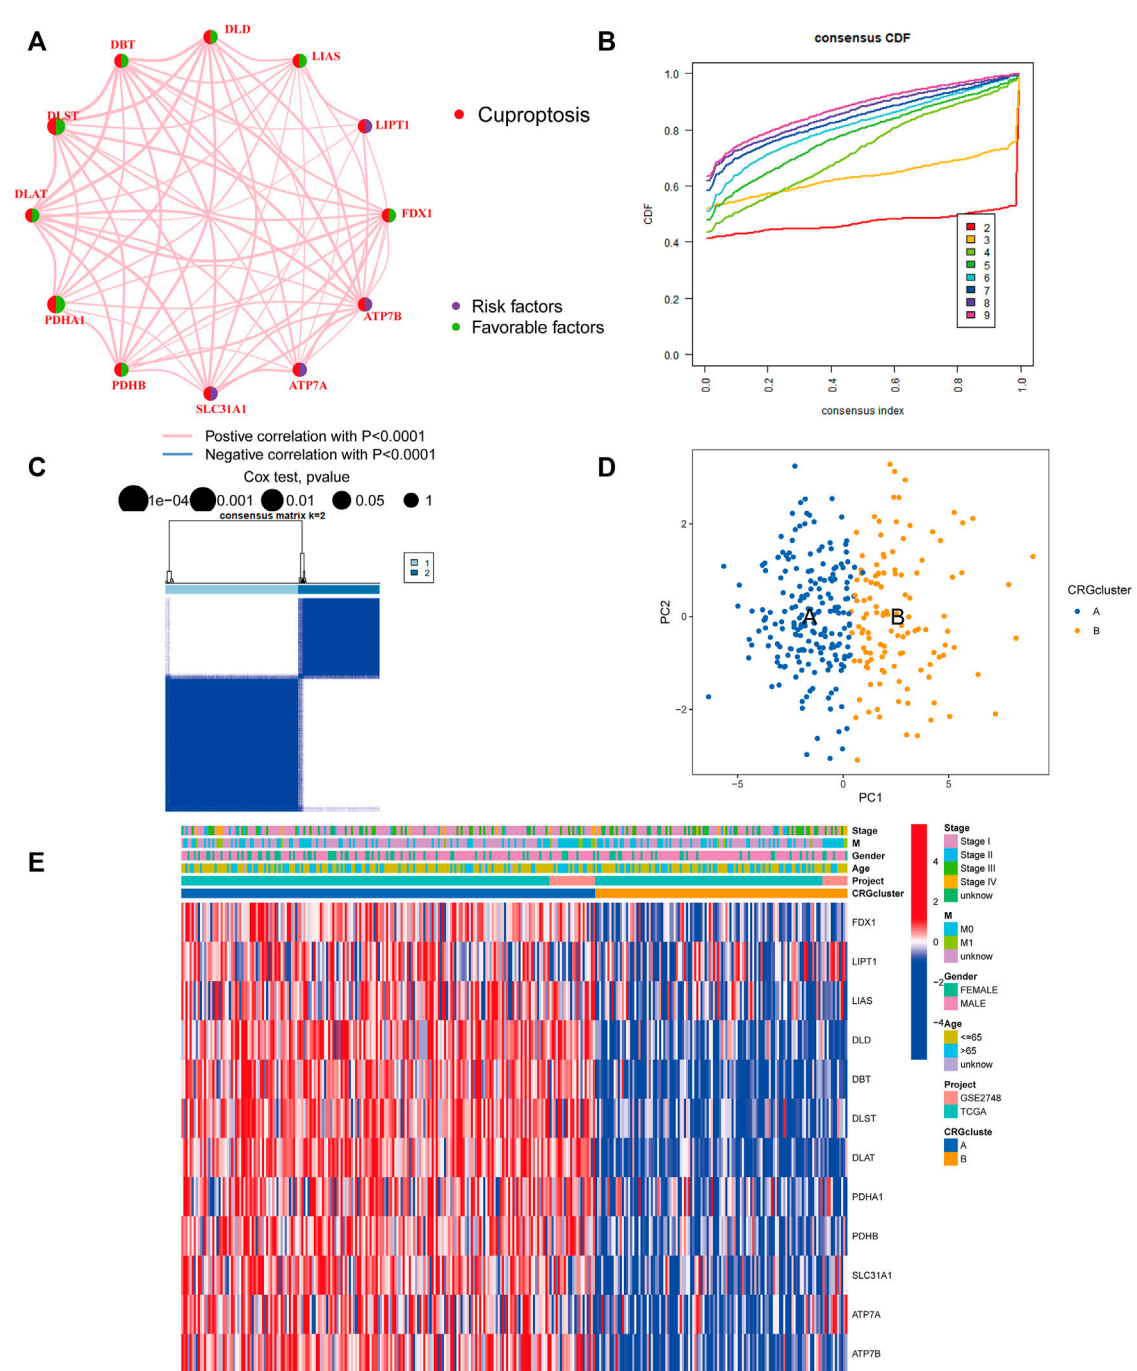 A
DLD
DBT
LIAS
DLST
LIPT1
DLAT
FDX1
PDHA1
ATP7B
PDHB
ATP7A
SLC31A1
Cuproptosis
Risk factors
Favorable factors
Postive correlation with P<0.0001
Negative correlation with P<0.0001
Cox test, pvalue
1e−04 0.001 0.01 0.05 1
B
consensus CDF
CDF
1.0
0.8
0.6
0.4
0.2
0.0
2
3
4
5
6
7
8
9
0.0 0.2 0.4 0.6 0.8 1.0
consensus index
C
consensus matrix k=2
1
2
D
PC2
2
0
−2
A B
−5 0 5
PC1
CRGcluster
A
B
E
Stage
M
Gender
Age
Project
CRGcluster
FDX1
LIPT1
LIAS
DLD
DBT
DLST
DLAT
PDHA1
PDHB
SLC31A1
ATP7A
ATP7B
4
2
0
−2
−4
Stage
Stage I
Stage II
Stage III
Stage IV
unknow
M
M0
M1
unknow
Gender
FEMALE
MALE
Age
<=65
>65
unknow
Project
GSE2748
TCGA
CRGcluste
A
B